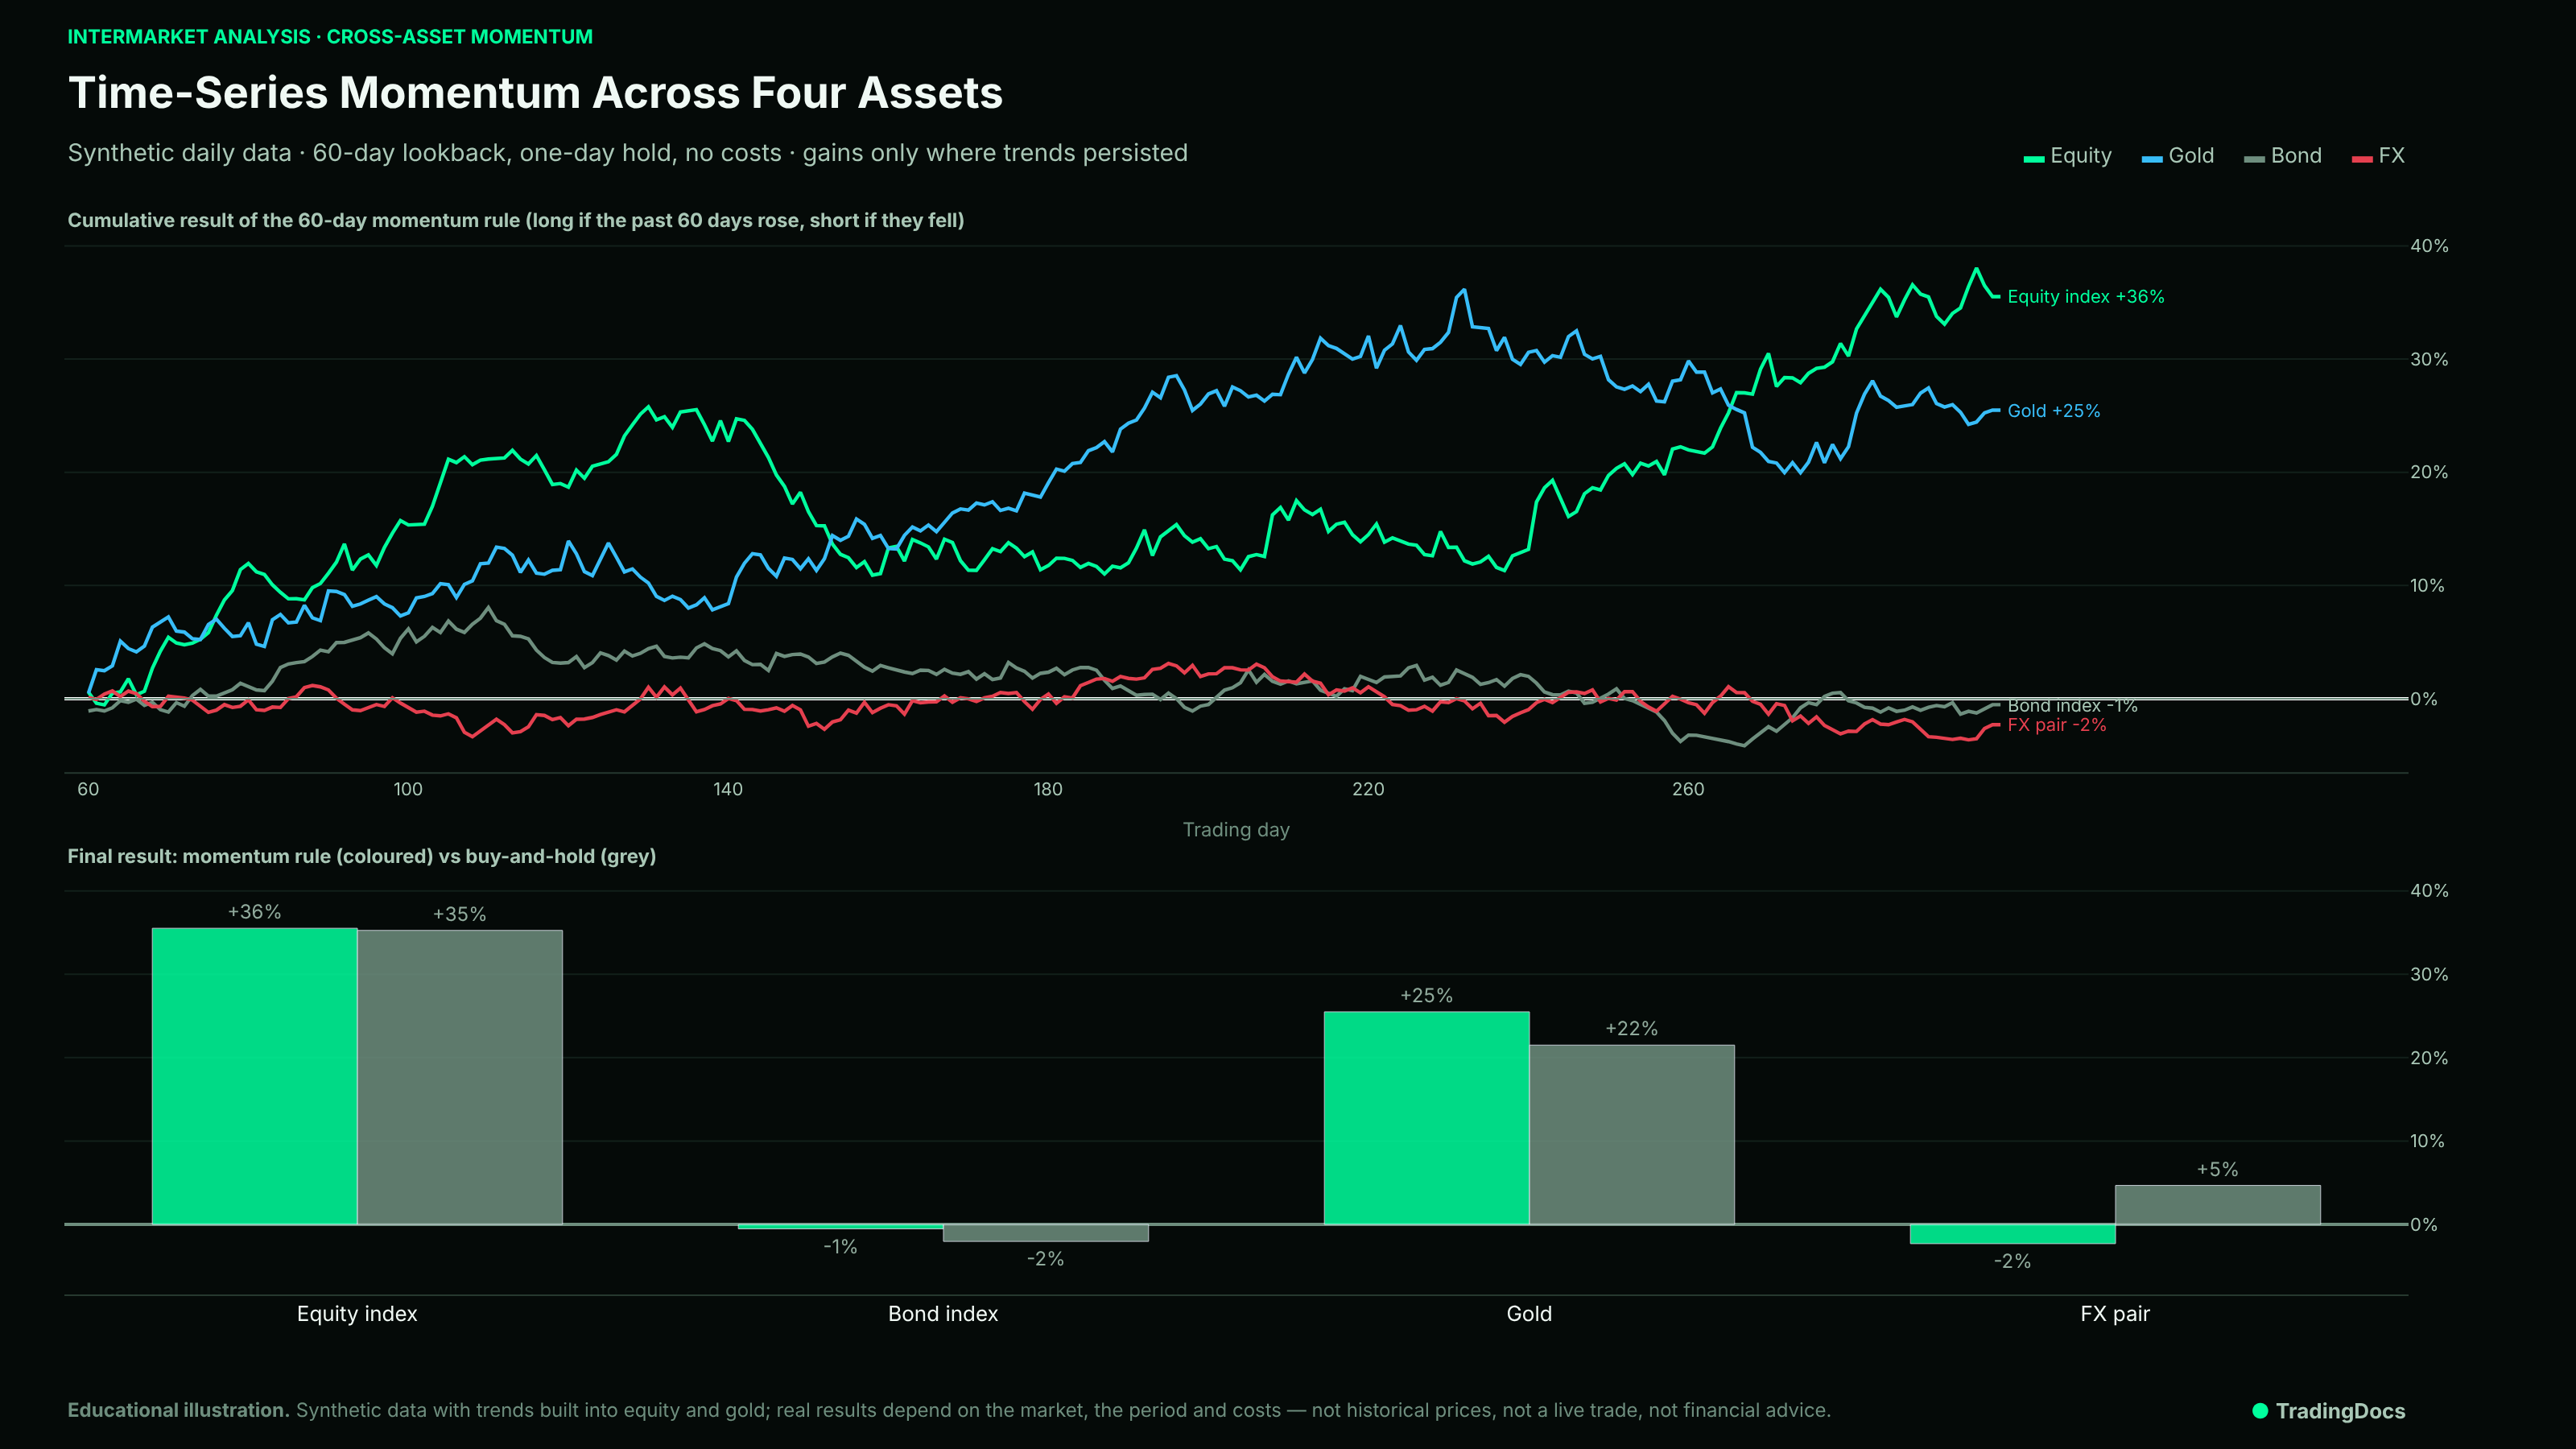 INTERMARKET ANALYSIS · CROSS-ASSET MOMENTUM
Time-Series Momentum Across Four Assets
Synthetic daily data · 60-day lookback, one-day hold, no costs · gains only where trends persisted
Equity Gold Bond FX
Cumulative result of the 60-day momentum rule (long if the past 60 days rose, short if they fell)
40%
Equity index +36%
30%
Gold +25%
20%
10%
0%
Bond index -1%
FX pair -2%
60 100 140 180 220 260
Trading day
Final result: momentum rule (coloured) vs buy-and-hold (grey)
40%
+36% +35%
30%
+25%
+22%
20%
10%
+5%
0%
-1% -2% -2%
Equity index Bond index Gold FX pair
Educational illustration. Synthetic data with trends built into equity and gold; real results depend on the market, the period and costs — not historical prices, not a live trade, not financial advice.
TradingDocs